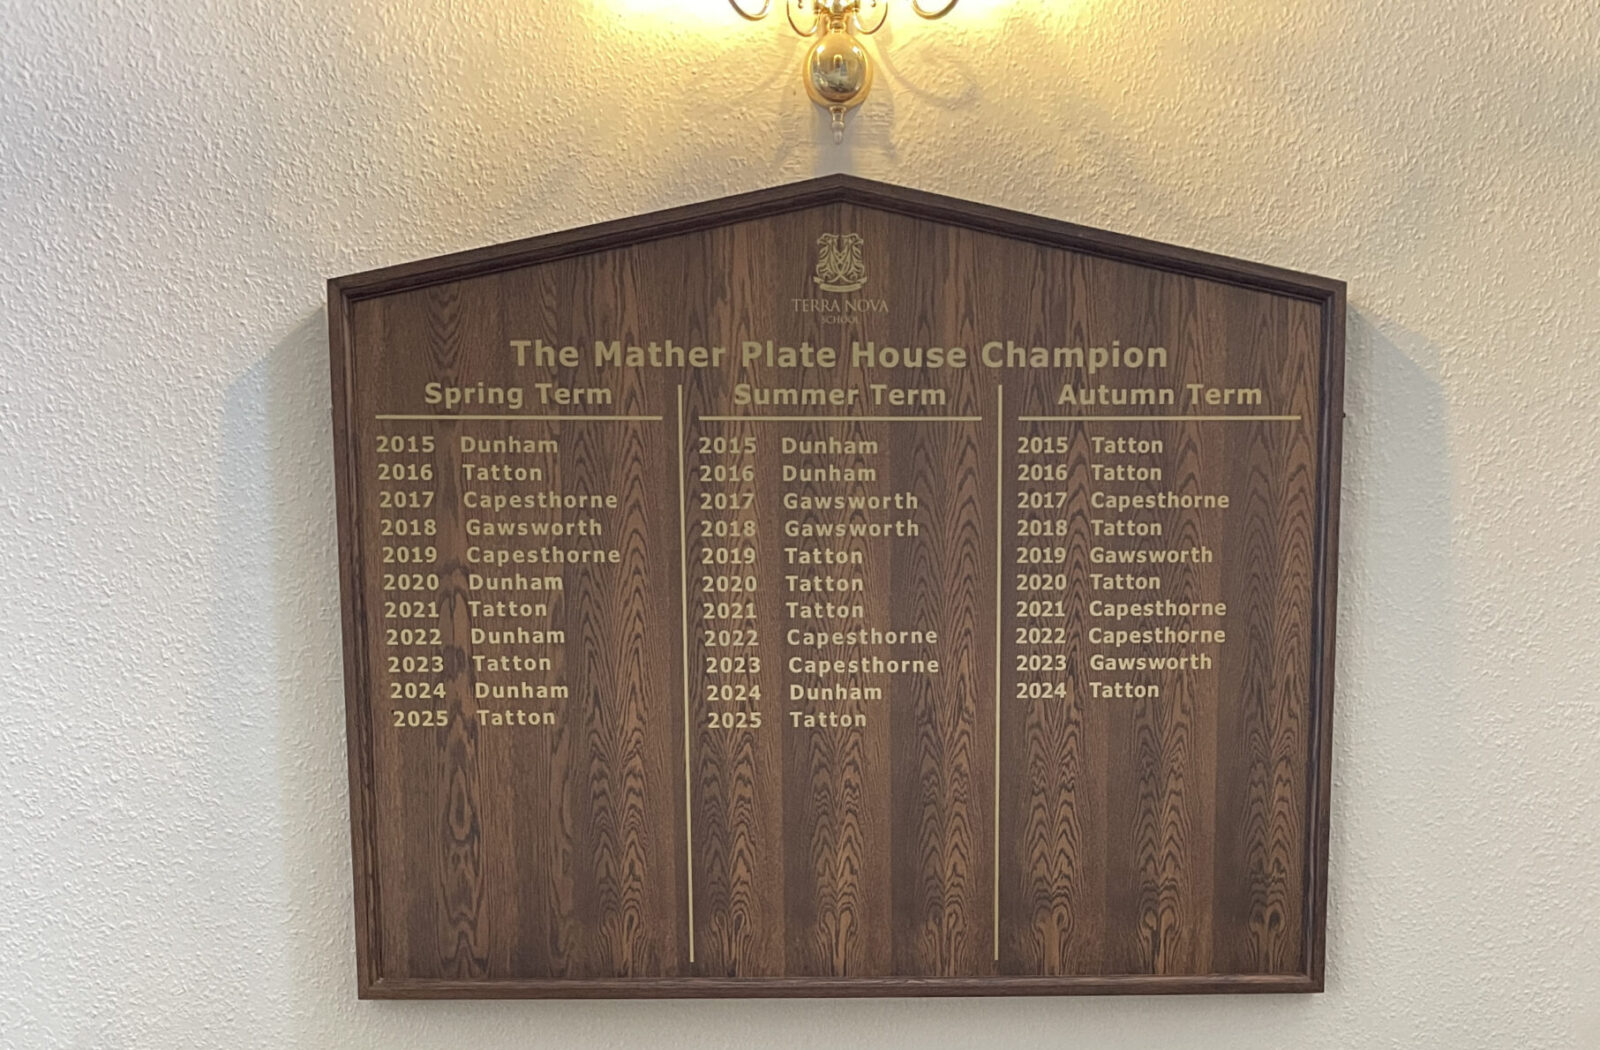 TERRA NOVA
SCHOOL
The Mather Plate House Champion
Spring Term
2015 Dunham
2016 Tatton
2017 Capesthorne
2018 Gawsworth
2019 Capesthorne
2020 Dunham
2021 Tatton
2022 Dunham
2023 Tatton
2024 Dunham
2025 Tatton
Summer Term
2015 Dunham
2016 Dunham
2017 Gawsworth
2018 Gawsworth
2019 Tatton
2020 Tatton
2021 Tatton
2022 Capesthorne
2023 Capesthorne
2024 Dunham
2025 Tatton
Autumn Term
2015 Tatton
2016 Tatton
2017 Capesthorne
2018 Tatton
2019 Gawsworth
2020 Tatton
2021 Capesthorne
2022 Capesthorne
2023 Gawsworth
2024 Tatton